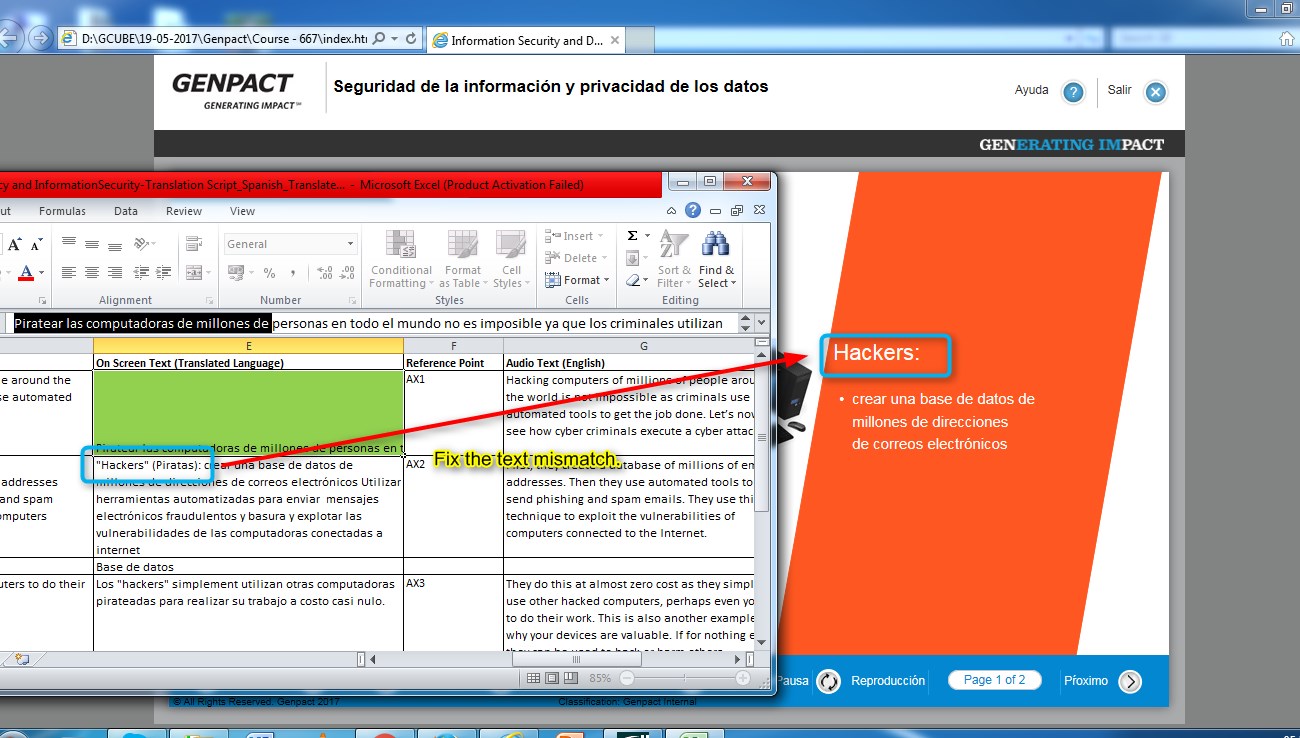 D:\GCUBE\19-05-2017\Genpact\Course - 667\index.htm
Information Security and D...
GENPACT
GENERATING IMPACT℠
Seguridad de la información y privacidad de los datos
Ayuda
?
Salir
GENERATING IMPACT
cy and InformationSecurity-Translation Script_Spanish_Translate... - Microsoft Excel (Product Activation Failed)
ut Formulas Data Review View
General
Insert
Delete
Format
Conditional Formatting
Format as Table
Cell Styles
Sort & Filter
Find & Select
Alignment Number Styles Cells Editing
Piratear las computadoras de millones de personas en todo el mundo no es imposible ya que los criminales utilizan
E F G
On Screen Text (Translated Language) Reference Point Audio Text (English)
e around the
se automated
Piratear las computadoras de millones de personas en t
AX1
Hacking computers of millions of people arou
the world is not impossible as criminals use
automated tools to get the job done. Let's now
see how cyber criminals execute a cyber attac
addresses
and spam
mputers
"Hackers" (Piratas): crear una base de datos de
millones de direcciones de correos electrónicos Utilizar
herramientas automatizadas para enviar mensajes
electrónicos fraudulentos y basura y explotar las
vulnerabilidades de las computadoras conectadas a
internet
AX2
database of millions of em
addresses. Then they use automated tools to
send phishing and spam emails. They use thi
technique to exploit the vulnerabilities of
computers connected to the Internet.
Fix the text mismatch.
Base de datos
uters to do their
Los "hackers" simplement utilizan otras computadoras
pirateadas para realizar su trabajo a costo casi nulo.
AX3
They do this at almost zero cost as they simpl
use other hacked computers, perhaps even yo
to do their work. This is also another example
why your devices are valuable. If for nothing e
they can be used to hack or harm others
85%
Hackers:
• crear una base de datos de
millones de direcciones
de correos electrónicos
Pausa
Reproducción
Page 1 of 2
Próximo
© All Rights Reserved. Genpact 2017
Classification: Genpact Internal